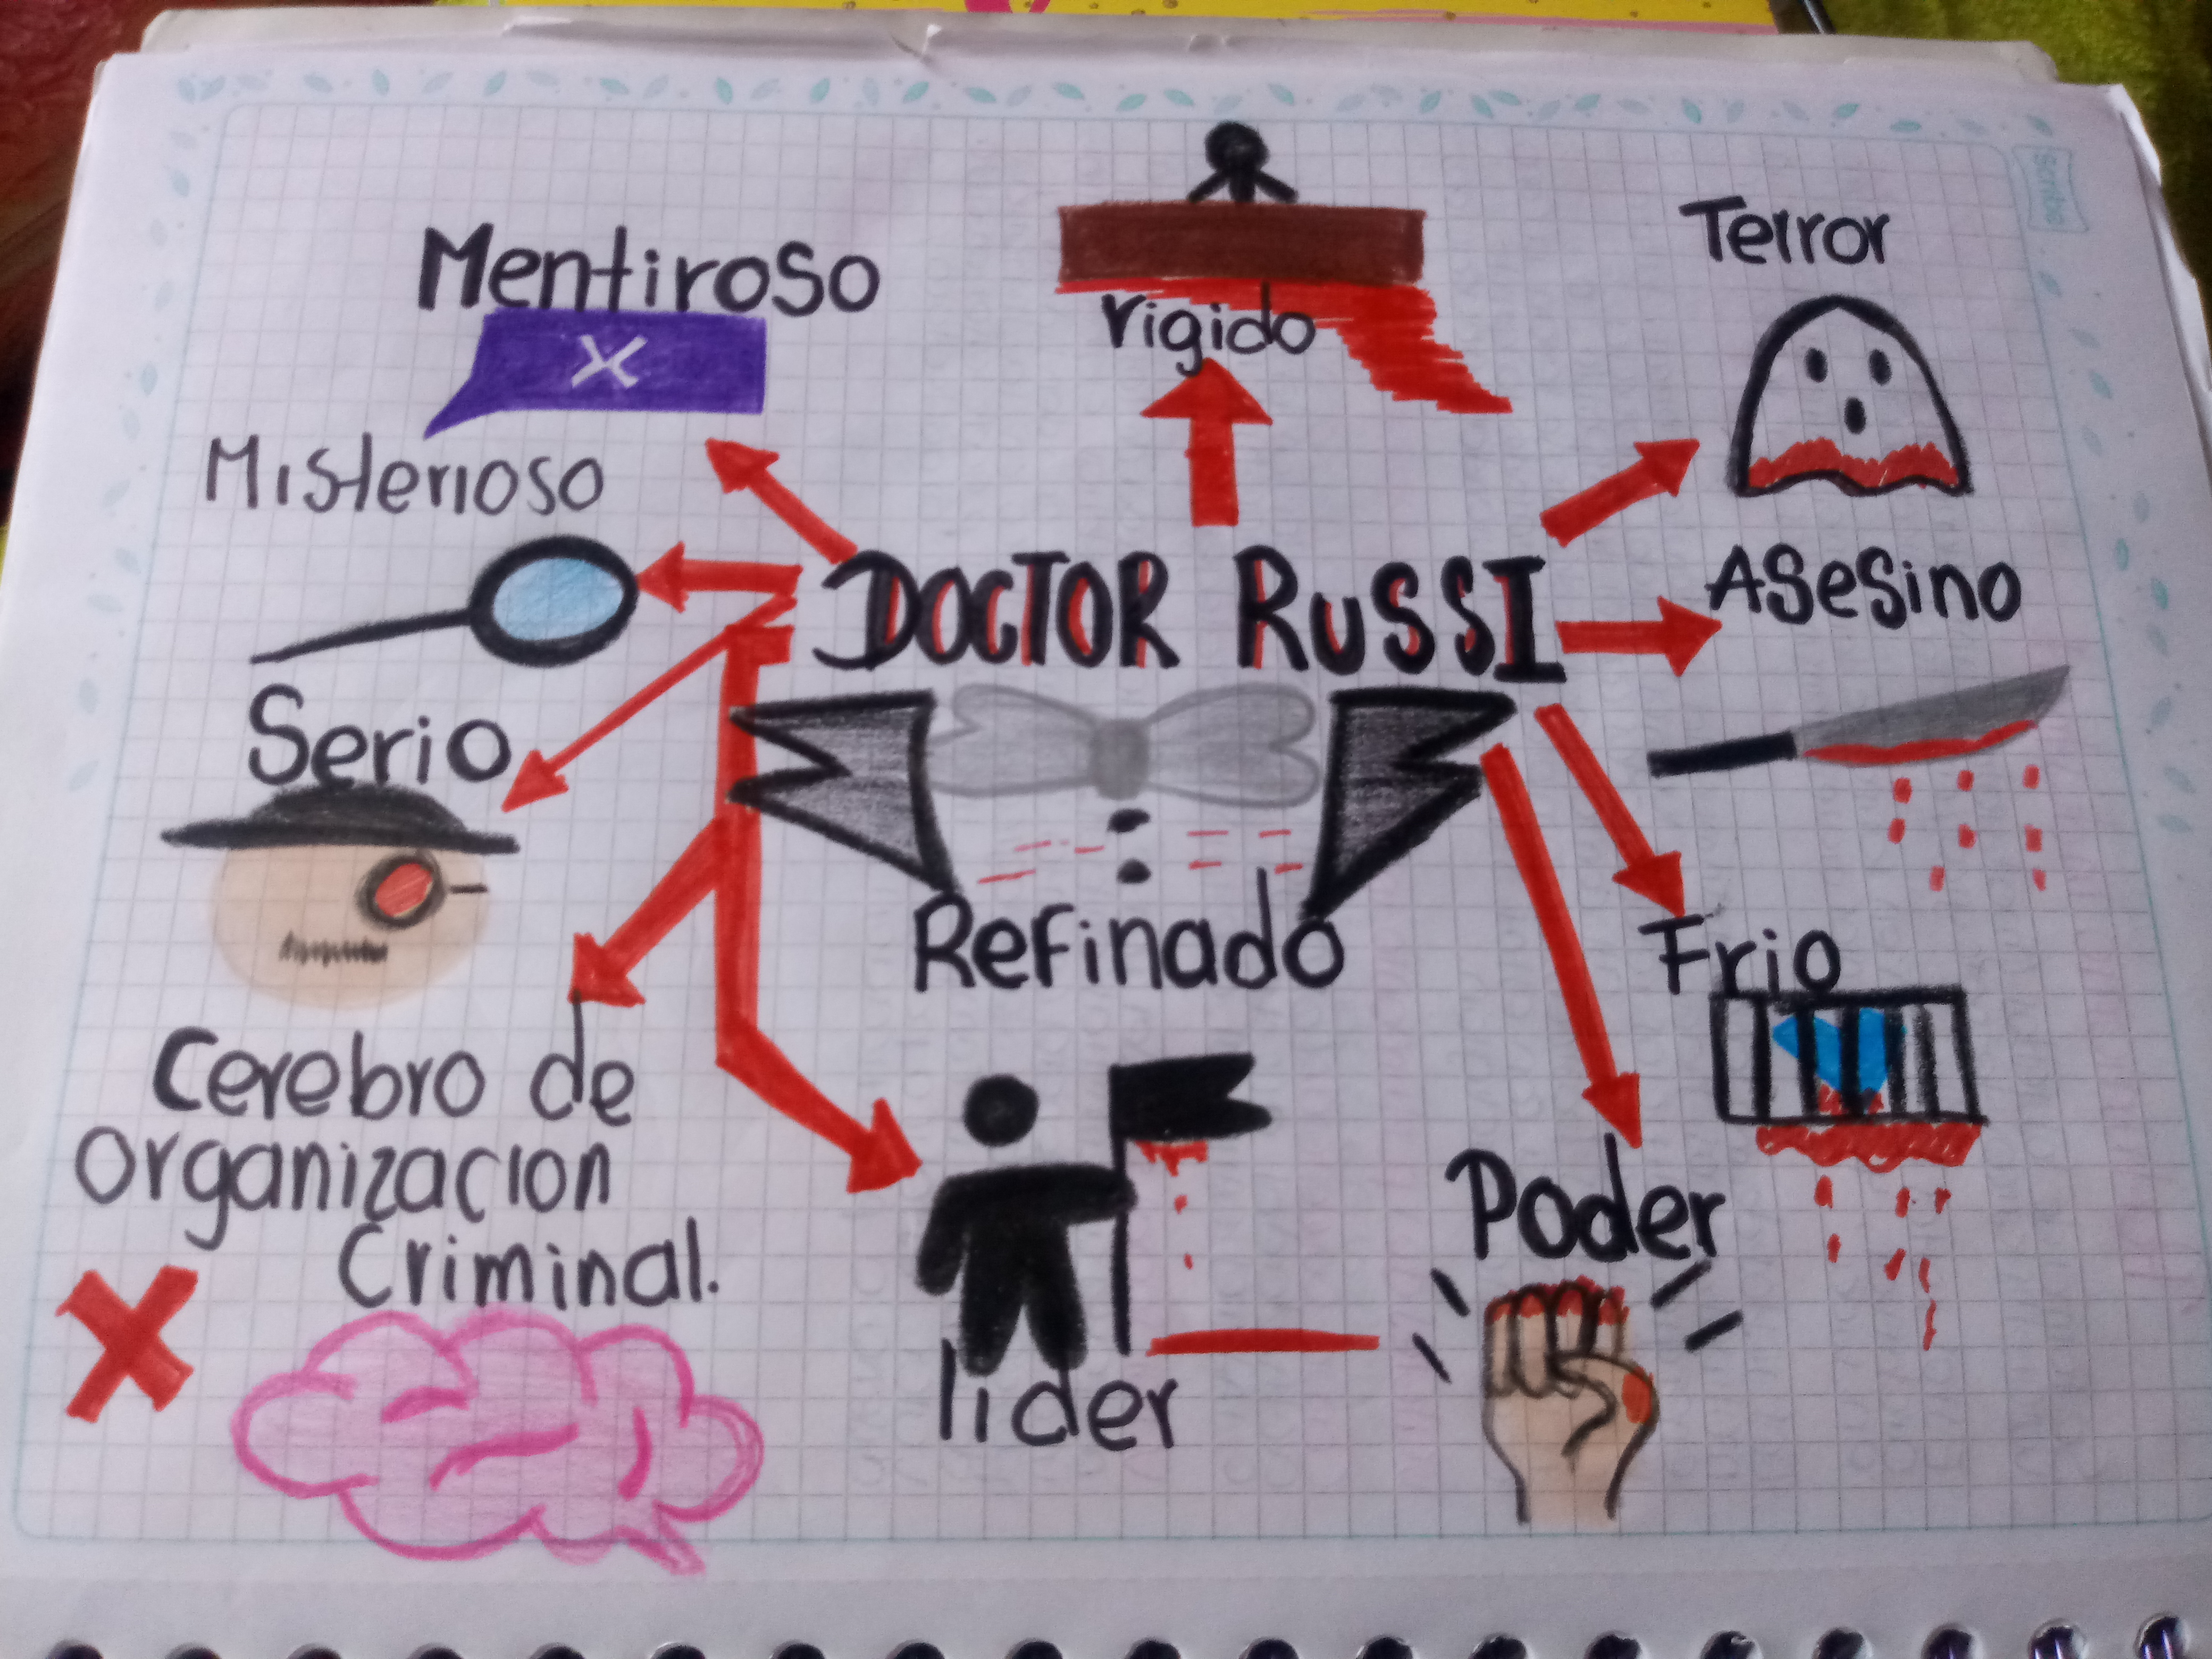 Scribe
Mentiroso
X
rigido
Terror
Misterioso
DOCTOR RUSSI
Asesino
Serio
Refinado
Frio
Cerebro de
organizacion
Criminal.
Poder
lider